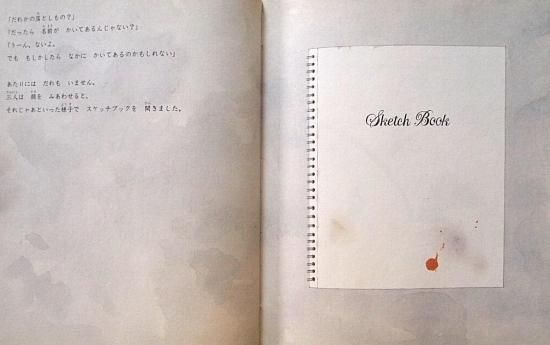 「だれかの落としもの?」
「だったら 名前が かいてあるんじゃない?」
「うーん、ないよ。
でも もしかしたら なかに かいてあるのかもしれない」
あたりには だれも いません。
三人は 顔を みあわせると、
それじゃあといった様子で スケッチブックを 開きました。
Sketch Book